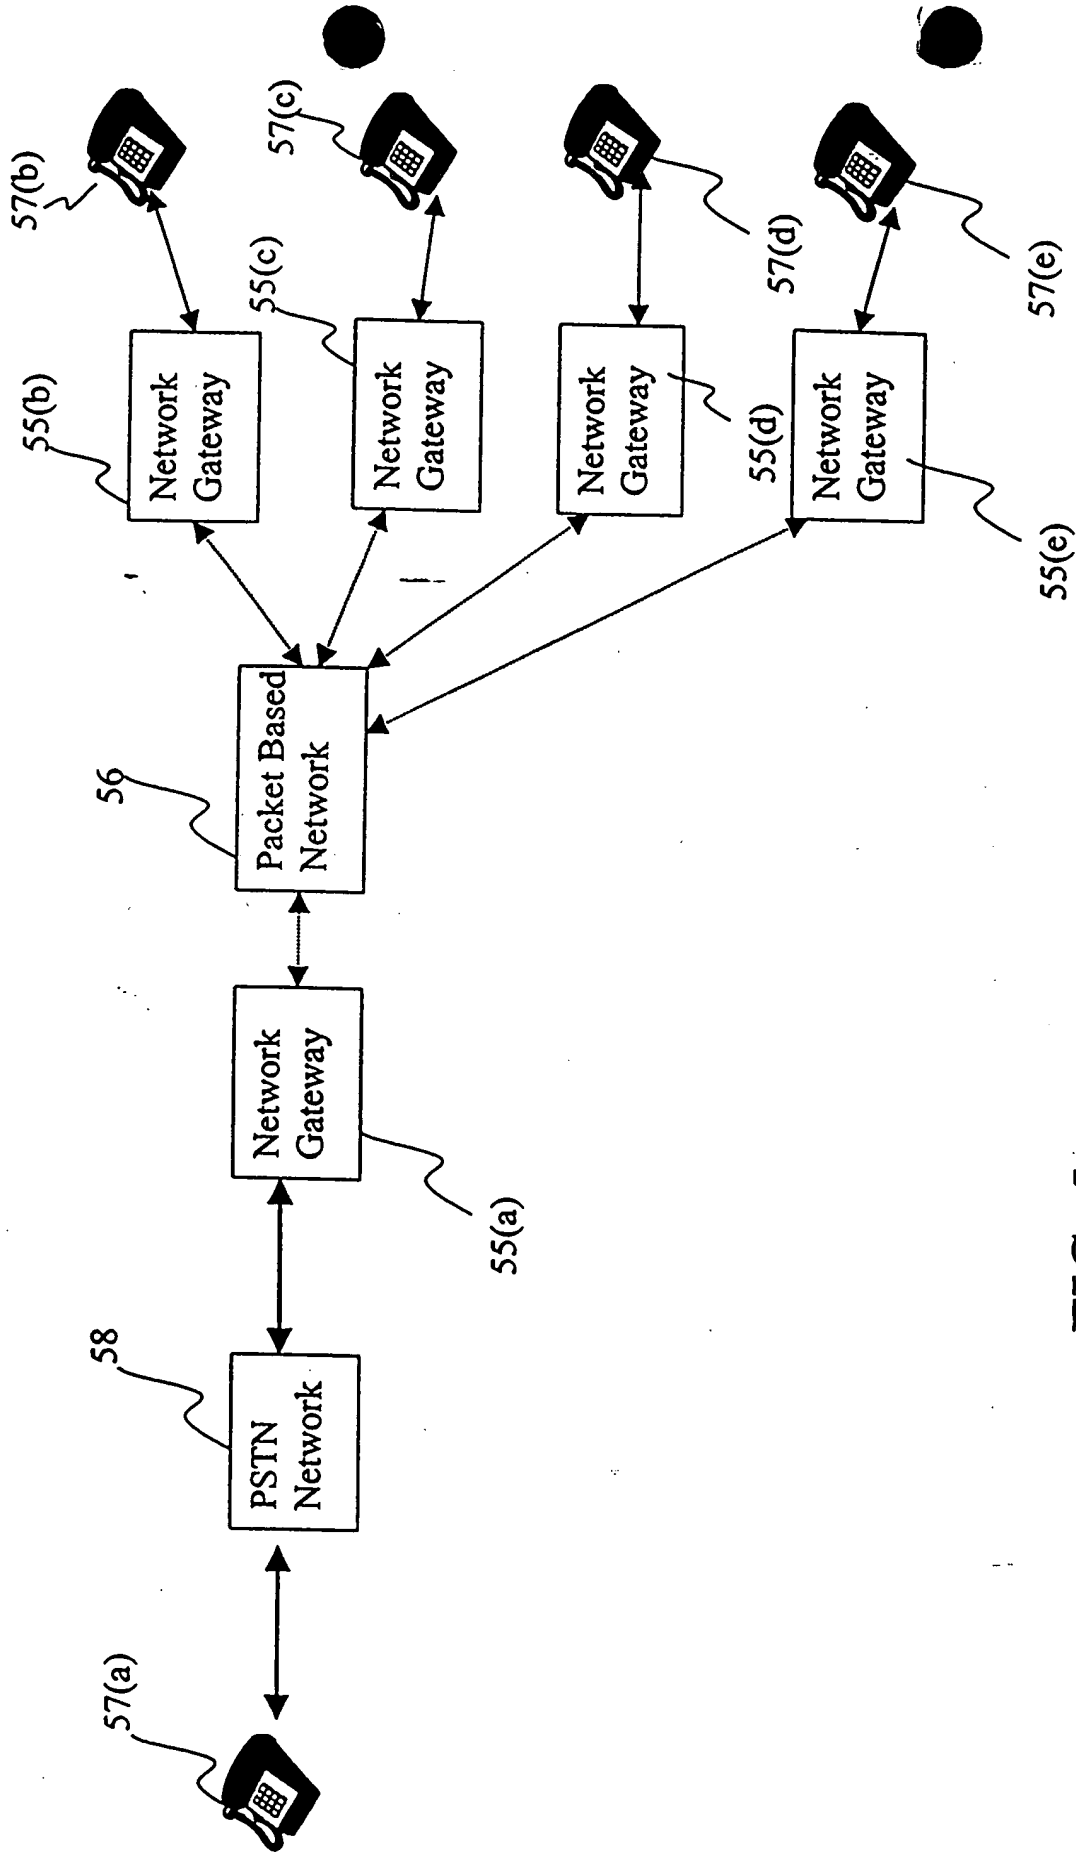 57(b)
57(c)
57(d)
57(e)
55(b)
55(c)
55(d)
55(e)
Network
Gateway
Network
Gateway
Network
Gateway
Network
Gateway
56
Packet Based
Network
Network
Gateway
55(a)
58
PSTN
Network
57(a)